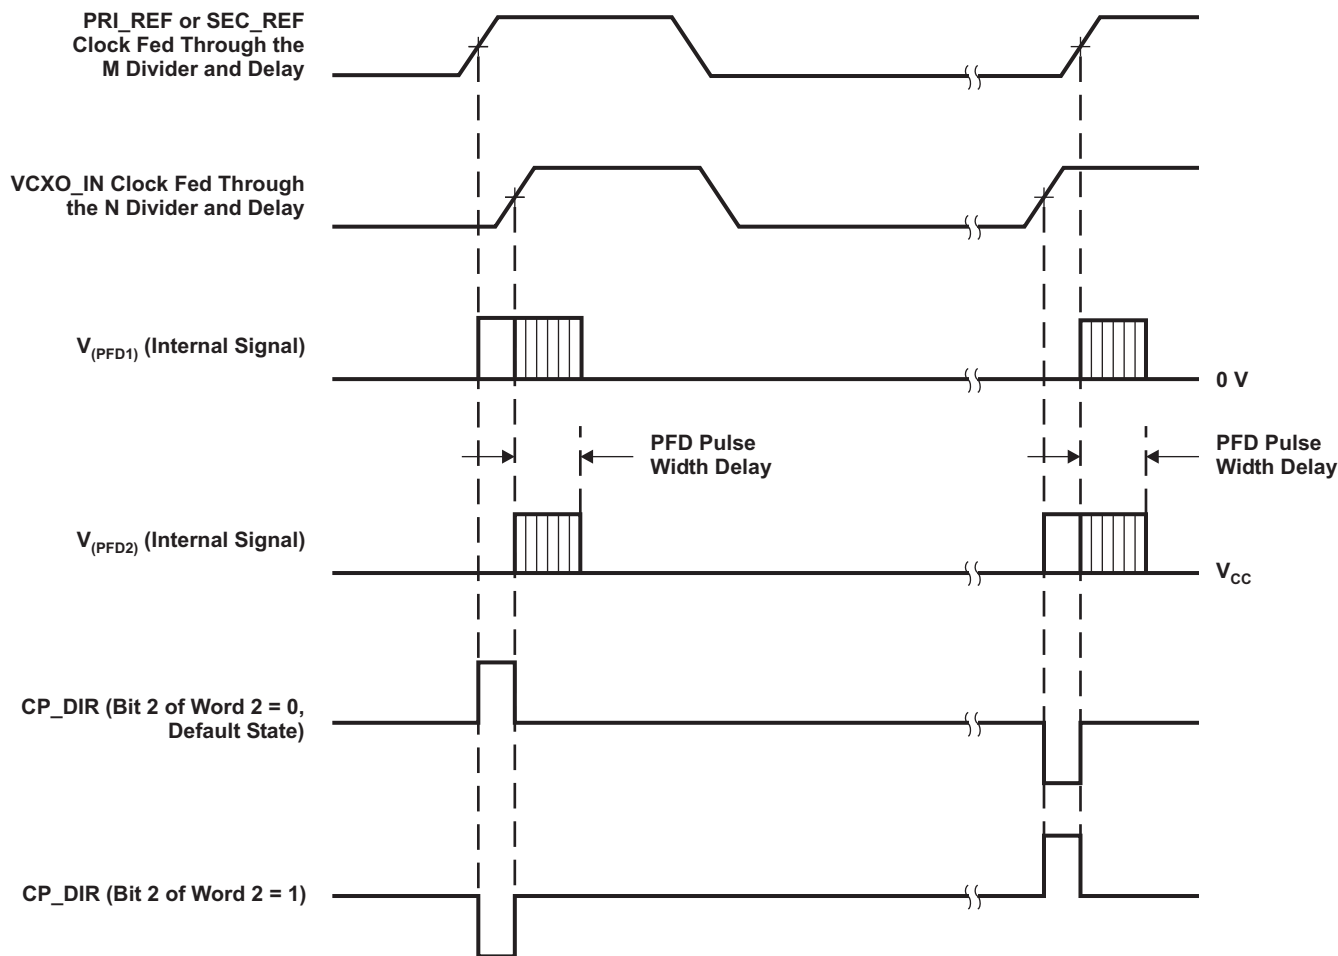 PRI_REF or SEC_REF
Clock Fed Through the
M Divider and Delay
VCXO_IN Clock Fed Through
the N Divider and Delay
V(PFD1) (Internal Signal)
0 V
PFD Pulse
Width Delay
PFD Pulse
Width Delay
V(PFD2) (Internal Signal)
VCC
CP_DIR (Bit 2 of Word 2 = 0,
Default State)
CP_DIR (Bit 2 of Word 2 = 1)